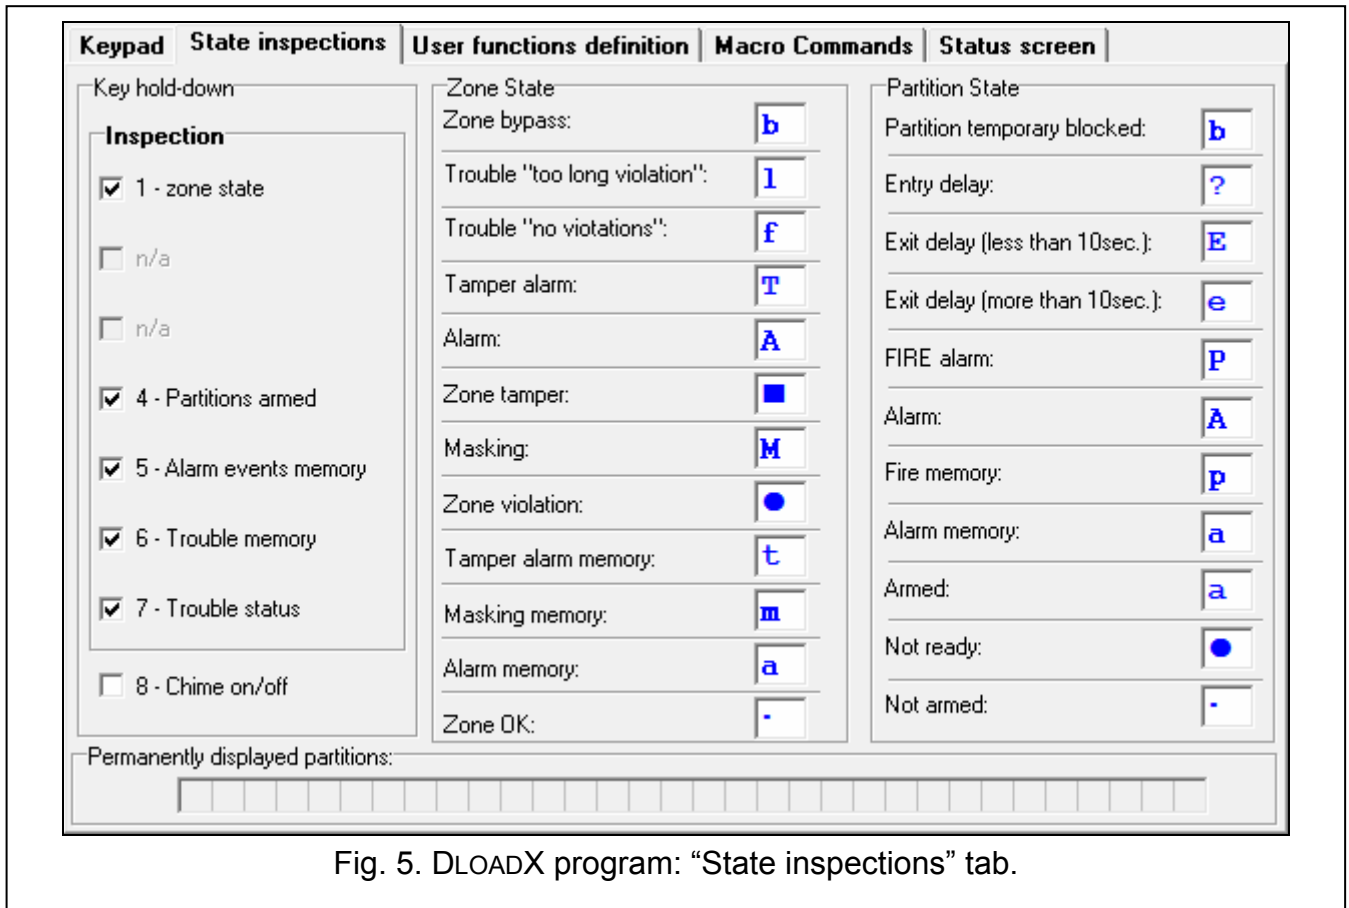 Keypad State inspections User functions definition Macro Commands Status screen
Key hold-down
Inspection
1 - zone state
n/a
n/a
4 - Partitions armed
5 - Alarm events memory
6 - Trouble memory
7 - Trouble status
8 - Chime on/off
Zone State
Zone bypass: b
Trouble "too long violation": l
Trouble "no viotations": f
Tamper alarm: T
Alarm: A
Zone tamper: ■
Masking: M
Zone violation: ●
Tamper alarm memory: t
Masking memory: m
Alarm memory: a
Zone OK: -
Partition State
Partition temporary blocked: b
Entry delay: ?
Exit delay (less than 10sec.): E
Exit delay (more than 10sec.): e
FIRE alarm: P
Alarm: A
Fire memory: p
Alarm memory: a
Armed: a
Not ready: ●
Not armed: -
Permanently displayed partitions:
Fig. 5. DLOADX program: “State inspections” tab.